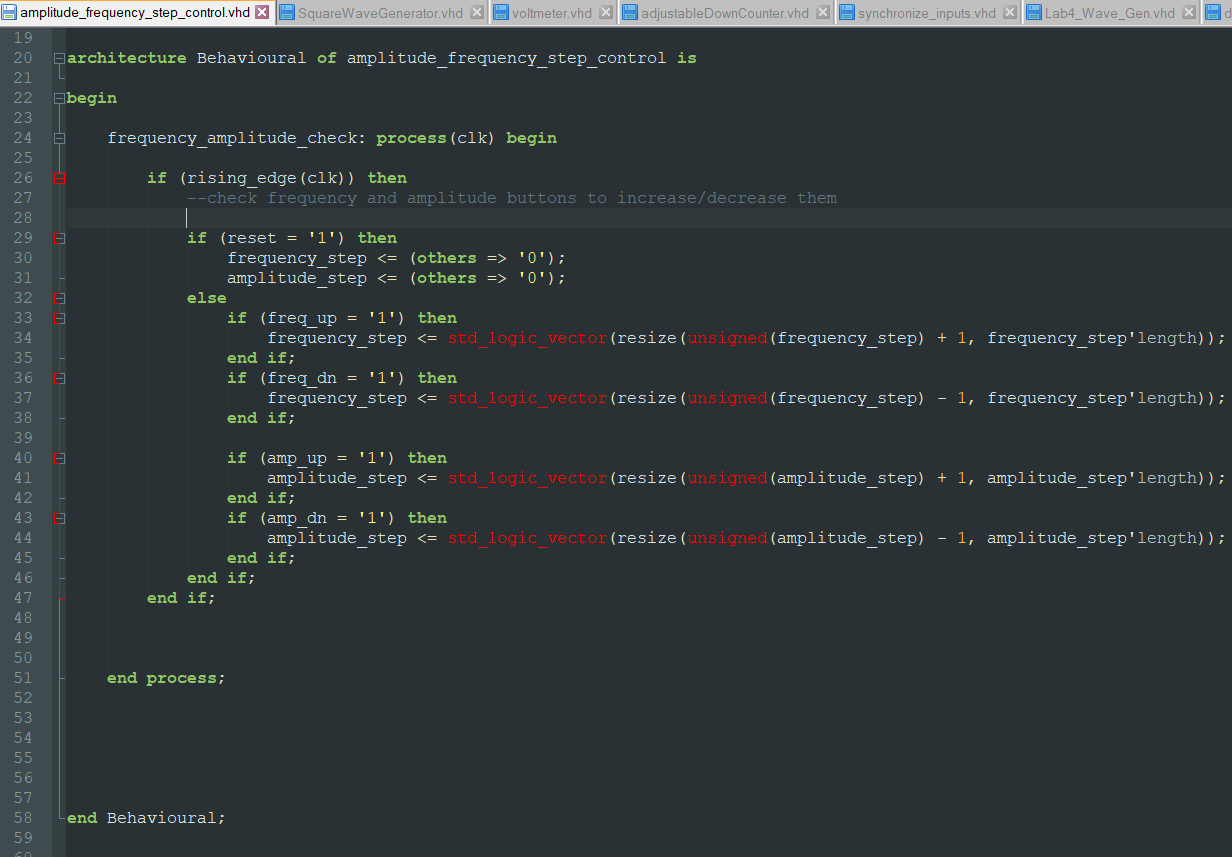 amplitude_frequency_step_control.vhd SquareWaveGenerator.vhd voltmeter.vhd adjustableDownCounter.vhd synchronize_inputs.vhd Lab4_Wave_Gen.vhd d
19
20 architecture Behavioural of amplitude_frequency_step_control is
21
22 begin
23
24 frequency_amplitude_check: process(clk) begin
25
26 if (rising_edge(clk)) then
27 --check frequency and amplitude buttons to increase/decrease them
28
29 if (reset = '1') then
30 frequency_step <= (others => '0');
31 amplitude_step <= (others => '0');
32 else
33 if (freq_up = '1') then
34 frequency_step <= std_logic_vector(resize(unsigned(frequency_step) + 1, frequency_step'length));
35 end if;
36 if (freq_dn = '1') then
37 frequency_step <= std_logic_vector(resize(unsigned(frequency_step) - 1, frequency_step'length));
38 end if;
39
40 if (amp_up = '1') then
41 amplitude_step <= std_logic_vector(resize(unsigned(amplitude_step) + 1, amplitude_step'length));
42 end if;
43 if (amp_dn = '1') then
44 amplitude_step <= std_logic_vector(resize(unsigned(amplitude_step) - 1, amplitude_step'length));
45 end if;
46 end if;
47 end if;
48
49
50
51 end process;
52
53
54
55
56
57
58 end Behavioural;
59
60